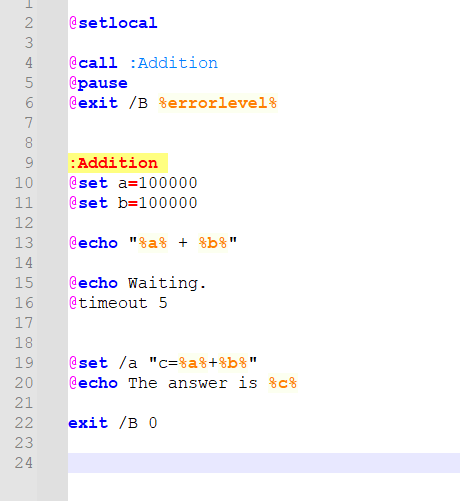 1
2 @setlocal
3
4 @call :Addition
5 @pause
6 @exit /B %errorlevel%
7
8
9 :Addition
10 @set a=100000
11 @set b=100000
12
13 @echo "%a% + %b%"
14
15 @echo Waiting.
16 @timeout 5
17
18
19 @set /a "c=%a%+%b%"
20 @echo The answer is %c%
21
22 exit /B 0
23
24